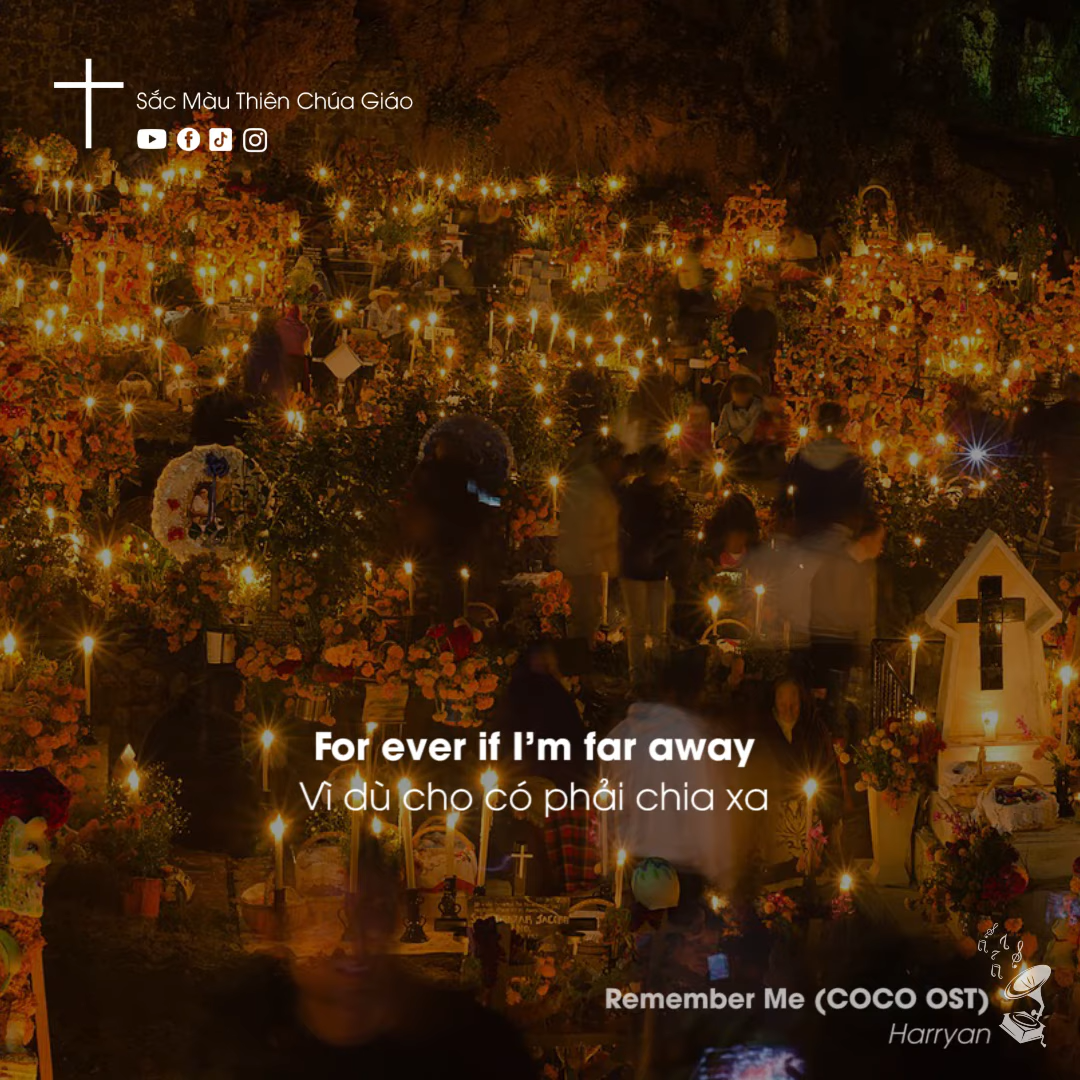 Sắc Màu Thiên Chúa Giáo
For ever if I’m far away
Vì dù cho có phải chia xa
Remember Me (COCO OST)
Harryan